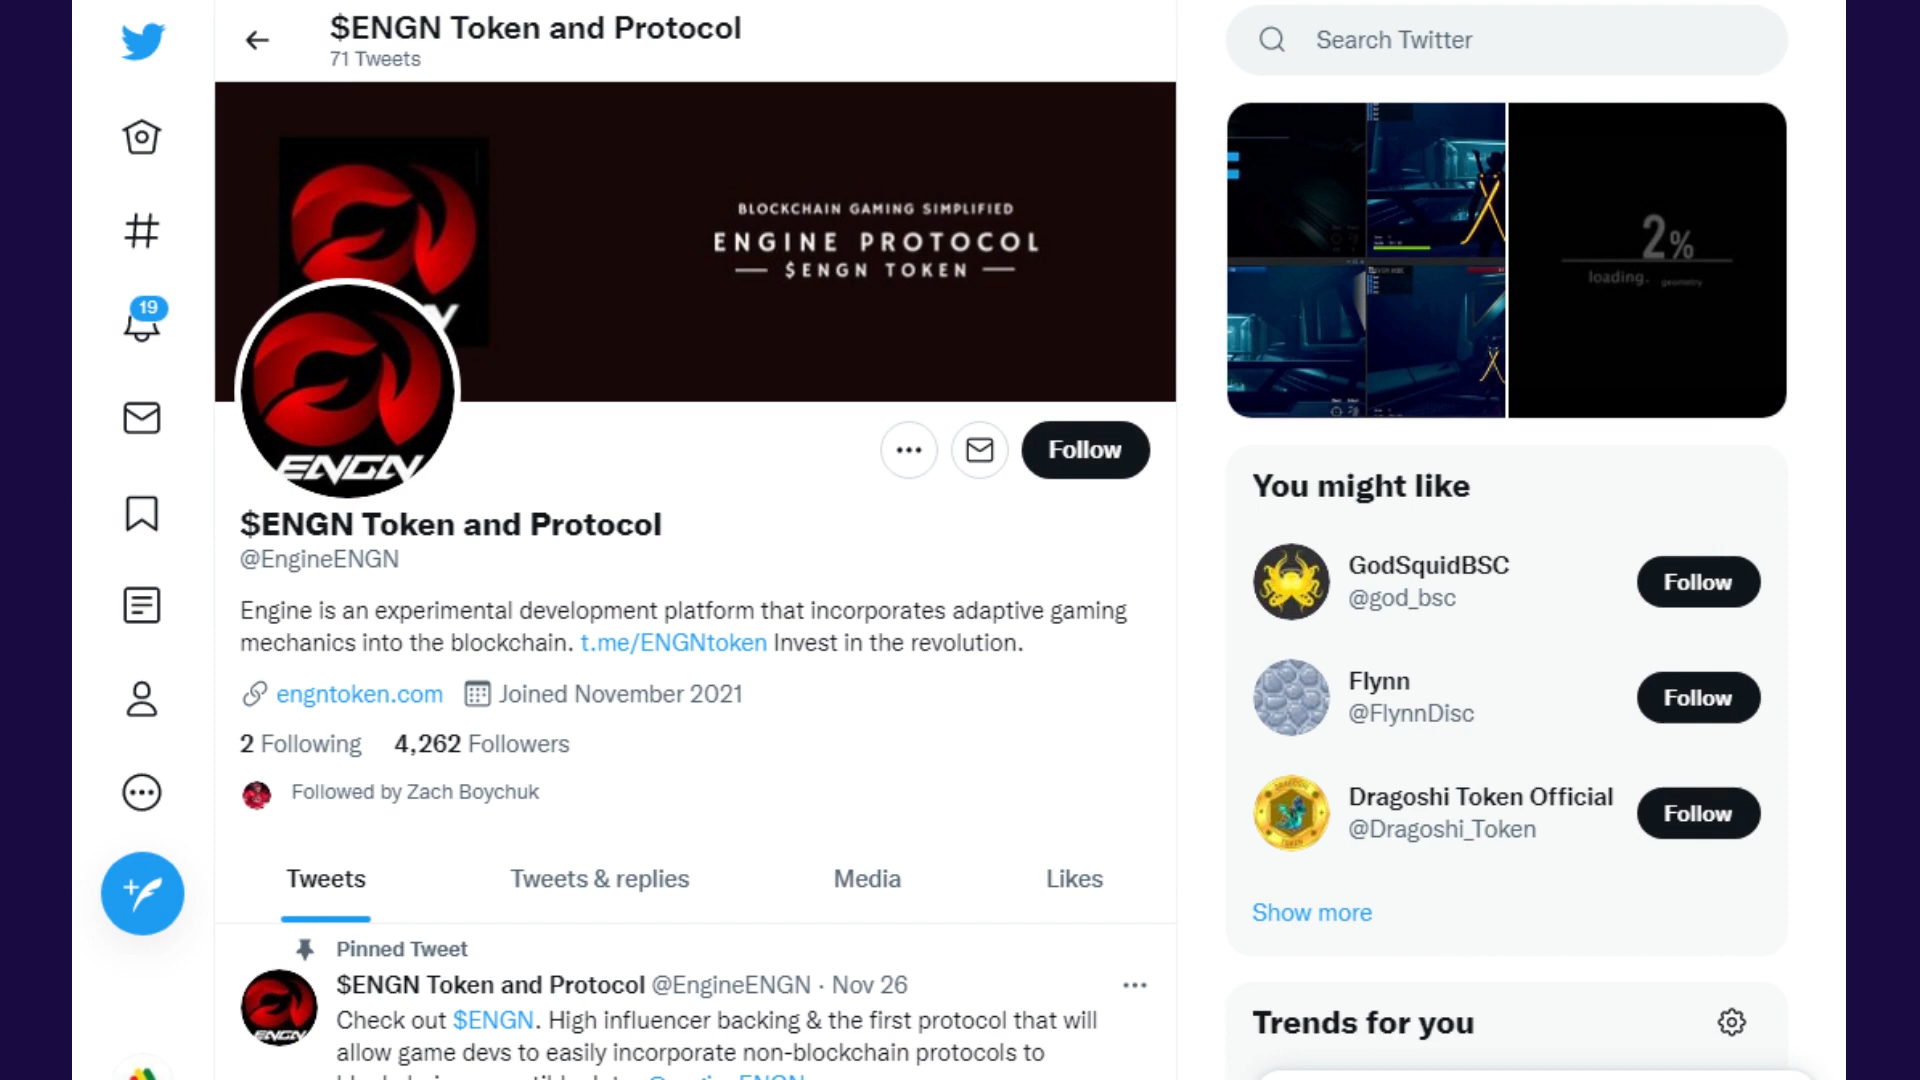 $ENGN Token and Protocol
71 Tweets
Search Twitter
BLOCKCHAIN GAMING SIMPLIFIED
ENGINE PROTOCOL
$ENGN TOKEN
19
2%
loading. geometry
ENGN
Follow
$ENGN Token and Protocol
@EngineENGN
Engine is an experimental development platform that incorporates adaptive gaming
mechanics into the blockchain. t.me/ENGNtoken Invest in the revolution.
engntoken.com Joined November 2021
2 Following 4,262 Followers
Followed by Zach Boychuk
Tweets Tweets & replies Media Likes
Pinned Tweet
$ENGN Token and Protocol @EngineENGN · Nov 26
ENGN
Check out $ENGN. High influencer backing & the first protocol that will
allow game devs to easily incorporate non-blockchain protocols to
You might like
GodSquidBSC
@god_bsc
Follow
Flynn
@FlynnDisc
Follow
Dragoshi Token Official
@Dragoshi_Token
Follow
Show more
Trends for you